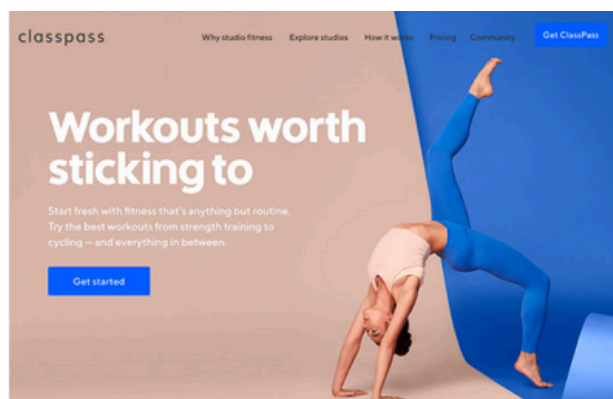 classpass
Why studio fitness Explore studios How it works Pricing Community Get ClassPass
Workouts worth
sticking to
Start fresh with fitness that's anything but routine.
Try the best workouts from strength training to
cycling — and everything in between.
Get started